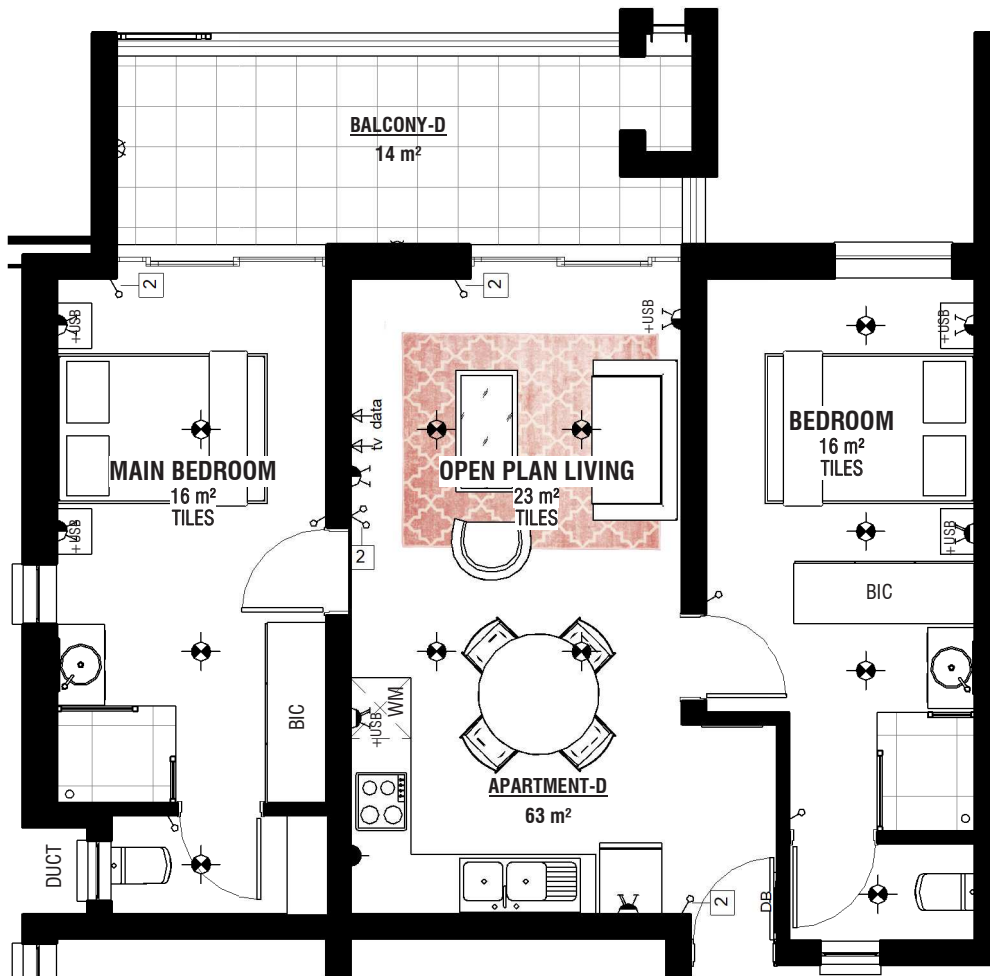 BALCONY-D
14 m²
2
2
+USB
+USB
+USB
tv data
MAIN BEDROOM
16 m²
TILES
OPEN PLAN LIVING
23 m²
TILES
BEDROOM
16 m²
TILES
+USB
+USB
2
BIC
BIC
+USB
WM
APARTMENT-D
63 m²
DUCT
2
DB